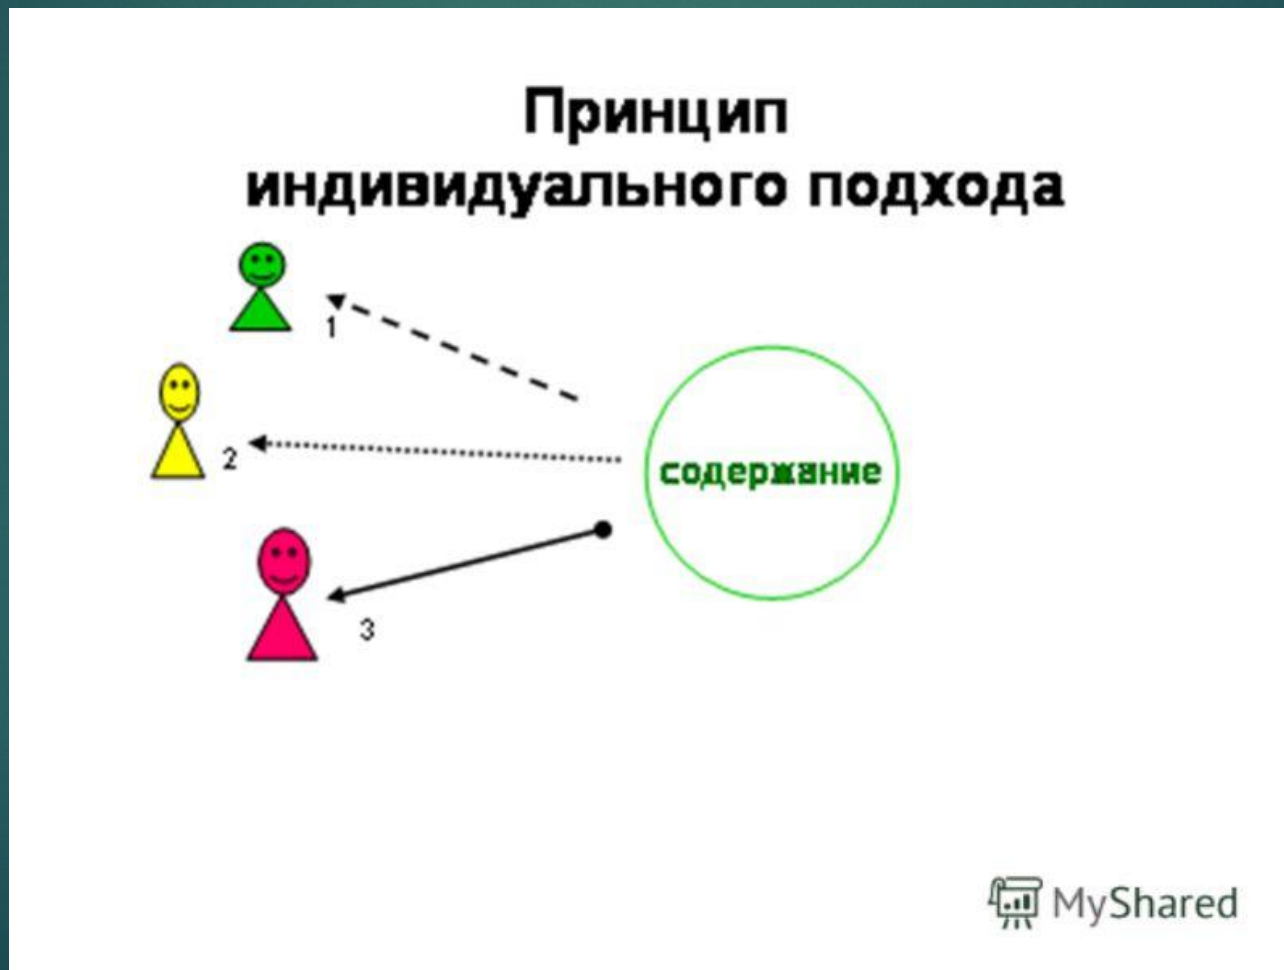 Принцип
индивидуального подхода
1
2
содержание
3
MyShared